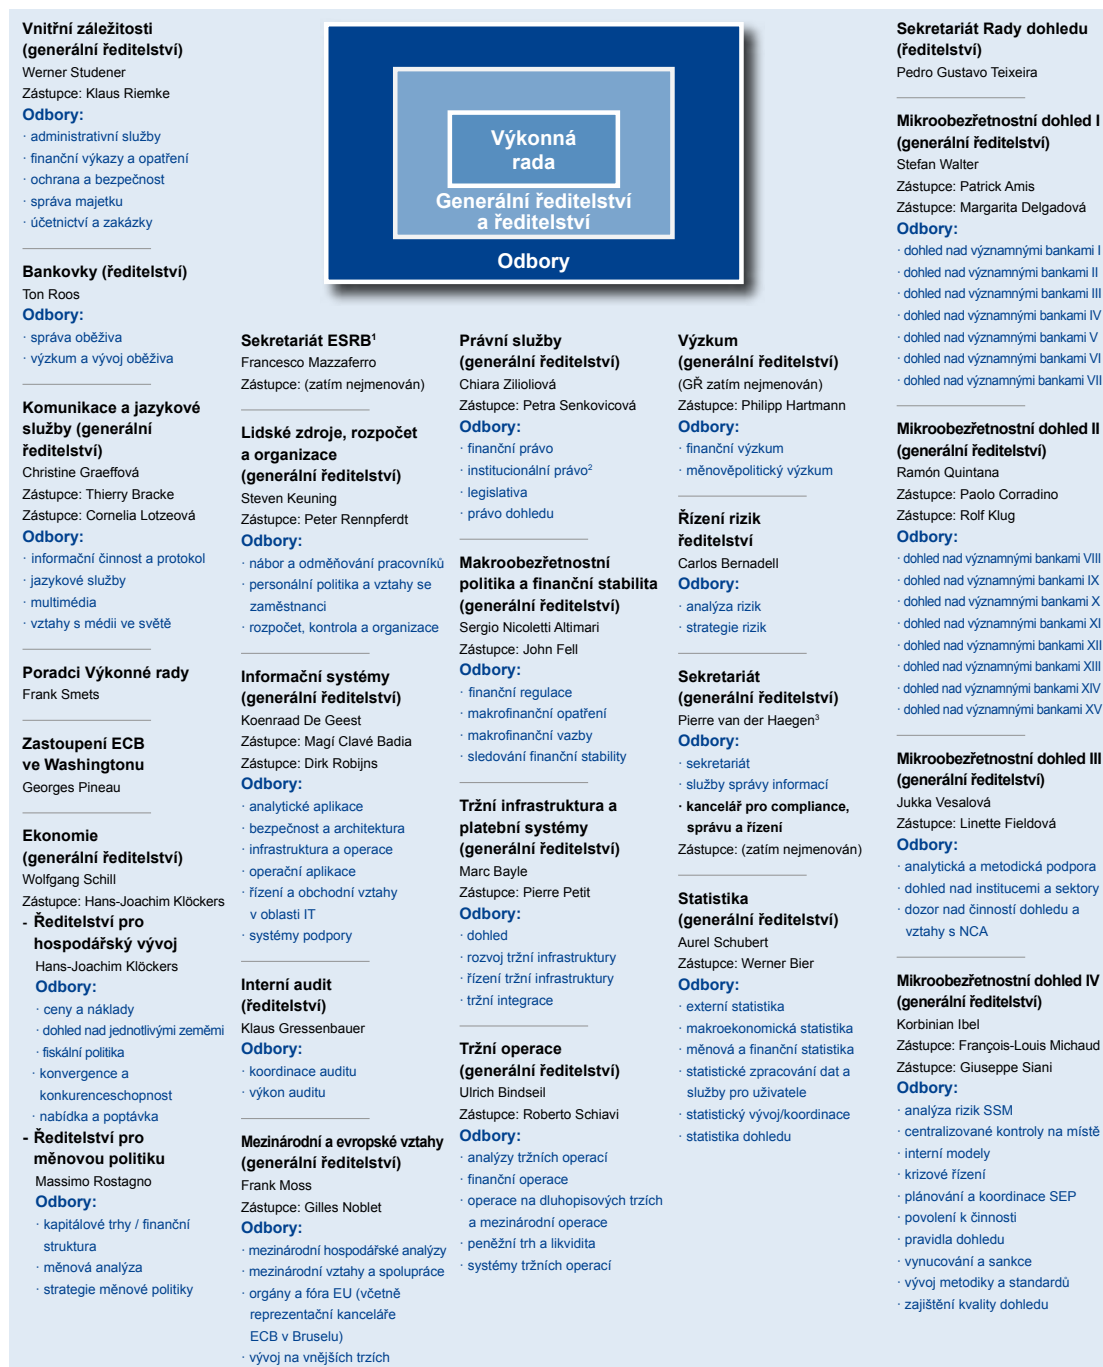 Vnitřní záležitosti
(generální ředitelství)
Werner Studener
Zástupce: Klaus Riemke
Odbory:
· administrativní služby
· finanční výkazy a opatření
· ochrana a bezpečnost
· správa majetku
· účetnictví a zakázky
Bankovky (ředitelství)
Ton Roos
Odbory:
· správa oběživa
· výzkum a vývoj oběživa
Komunikace a jazykové
služby (generální
ředitelství)
Christine Graeffová
Zástupce: Thierry Bracke
Zástupce: Cornelia Lotzeová
Odbory:
· informační činnost a protokol
· jazykové služby
· multimédia
· vztahy s médii ve světě
Poradci Výkonné rady
Frank Smets
Zastoupení ECB
ve Washingtonu
Georges Pineau
Ekonomie
(generální ředitelství)
Wolfgang Schill
Zástupce: Hans-Joachim Klöckers
- Ředitelství pro
hospodářský vývoj
Hans-Joachim Klöckers
Odbory:
· ceny a náklady
· dohled nad jednotlivými zeměmi
· fiskální politika
· konvergence a
konkurenceschopnost
· nabídka a poptávka
- Ředitelství pro
měnovou politiku
Massimo Rostagno
Odbory:
· kapitálové trhy / finanční
struktura
· měnová analýza
· strategie měnové politiky
Výkonná
rada
Generální ředitelství
a ředitelství
Odbory
Sekretariát ESRB¹
Francesco Mazzaferro
Zástupce: (zatím nejmenován)
Lidské zdroje, rozpočet
a organizace
(generální ředitelství)
Steven Keuning
Zástupce: Peter Rennpferdt
Odbory:
· nábor a odměňování pracovníků
· personální politika a vztahy se
zaměstnanci
· rozpočet, kontrola a organizace
Informační systémy
(generální ředitelství)
Koenraad De Geest
Zástupce: Magí Clavé Badia
Zástupce: Dirk Robijns
Odbory:
· analytické aplikace
· bezpečnost a architektura
· infrastruktura a operace
· operační aplikace
· řízení a obchodní vztahy
v oblasti IT
· systémy podpory
Interní audit
(ředitelství)
Klaus Gressenbauer
Odbory:
· koordinace auditu
· výkon auditu
Mezinárodní a evropské vztahy
(generální ředitelství)
Frank Moss
Zástupce: Gilles Noblet
Odbory:
· mezinárodní hospodářské analýzy
· mezinárodní vztahy a spolupráce
· orgány a fóra EU (včetně
reprezentační kanceláře
ECB v Bruselu)
· vývoj na vnějších trzích
Právní služby
(generální ředitelství)
Chiara Zilioliová
Zástupce: Petra Senkovicová
Odbory:
· finanční právo
· institucionální právo²
· legislativa
· právo dohledu
Makroobezřetnostní
politika a finanční stabilita
(generální ředitelství)
Sergio Nicoletti Altimari
Zástupce: John Fell
Odbory:
· finanční regulace
· makrofinanční opatření
· makrofinanční vazby
· sledování finanční stability
Tržní infrastruktura a
platební systémy
(generální ředitelství)
Marc Bayle
Zástupce: Pierre Petit
Odbory:
· dohled
· rozvoj tržní infrastruktury
· řízení tržní infrastruktury
· tržní integrace
Tržní operace
(generální ředitelství)
Ulrich Bindseil
Zástupce: Roberto Schiavi
Odbory:
· analýzy tržních operací
· finanční operace
· operace na dluhopisových trzích
a mezinárodní operace
· peněžní trh a likvidita
· systémy tržních operací
Výzkum
(generální ředitelství)
(GŘ zatím nejmenován)
Zástupce: Philipp Hartmann
Odbory:
· finanční výzkum
· měnověpolitický výzkum
Řízení rizik
ředitelství
Carlos Bernadell
Odbory:
· analýza rizik
· strategie rizik
Sekretariát
(generální ředitelství)
Pierre van der Haegen³
Odbory:
· sekretariát
· služby správy informací
· kancelář pro compliance,
správu a řízení
Zástupce: (zatím nejmenován)
Statistika
(generální ředitelství)
Aurel Schubert
Zástupce: Werner Bier
Odbory:
· externí statistika
· makroekonomická statistika
· měnová a finanční statistika
· statistické zpracování dat a
služby pro uživatele
· statistický vývoj/koordinace
· statistika dohledu
Sekretariát Rady dohledu
(ředitelství)
Pedro Gustavo Teixeira
Mikroobezřetnostní dohled I
(generální ředitelství)
Stefan Walter
Zástupce: Patrick Amis
Zástupce: Margarita Delgadová
Odbory:
· dohled nad významnými bankami I
· dohled nad významnými bankami II
· dohled nad významnými bankami III
· dohled nad významnými bankami IV
· dohled nad významnými bankami V
· dohled nad významnými bankami VI
· dohled nad významnými bankami VII
Mikroobezřetnostní dohled II
(generální ředitelství)
Ramón Quintana
Zástupce: Paolo Corradino
Zástupce: Rolf Klug
Odbory:
· dohled nad významnými bankami VIII
· dohled nad významnými bankami IX
· dohled nad významnými bankami X
· dohled nad významnými bankami XI
· dohled nad významnými bankami XII
· dohled nad významnými bankami XIII
· dohled nad významnými bankami XIV
· dohled nad významnými bankami XV
Mikroobezřetnostní dohled III
(generální ředitelství)
Jukka Vesalová
Zástupce: Linette Fieldová
Odbory:
· analytická a metodická podpora
· dohled nad institucemi a sektory
· dozor nad činností dohledu a
vztahy s NCA
Mikroobezřetnostní dohled IV
(generální ředitelství)
Korbinian Ibel
Zástupce: François-Louis Michaud
Zástupce: Giuseppe Siani
Odbory:
· analýza rizik SSM
· centralizované kontroly na místě
· interní modely
· krizové řízení
· plánování a koordinace SEP
· povolení k činnosti
· pravidla dohledu
· vynucování a sankce
· vývoj metodiky a standardů
· zajištění kvality dohledu